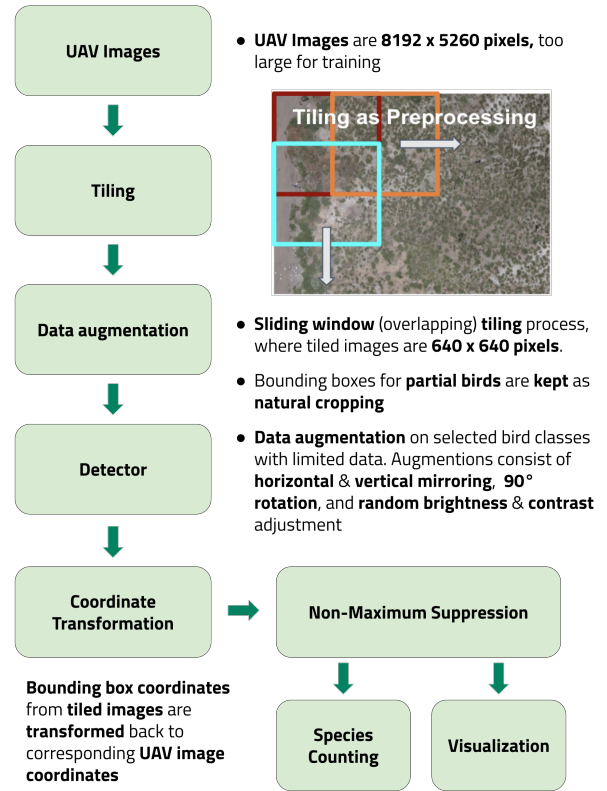 UAV Images
● UAV Images are 8192 x 5260 pixels, too
large for training
Tiling as Preprocessing
Tiling
Data augmentation
● Sliding window (overlapping) tiling process,
where tiled images are 640 x 640 pixels.
● Bounding boxes for partial birds are kept as
natural cropping
Detector
● Data augmentation on selected bird classes
with limited data. Augmentions consist of
horizontal & vertical mirroring, 90°
rotation, and random brightness & contrast
adjustment
Coordinate
Transformation
Non-Maximum Suppression
Bounding box coordinates
from tiled images are
transformed back to
corresponding UAV image
coordinates
Species
Counting
Visualization